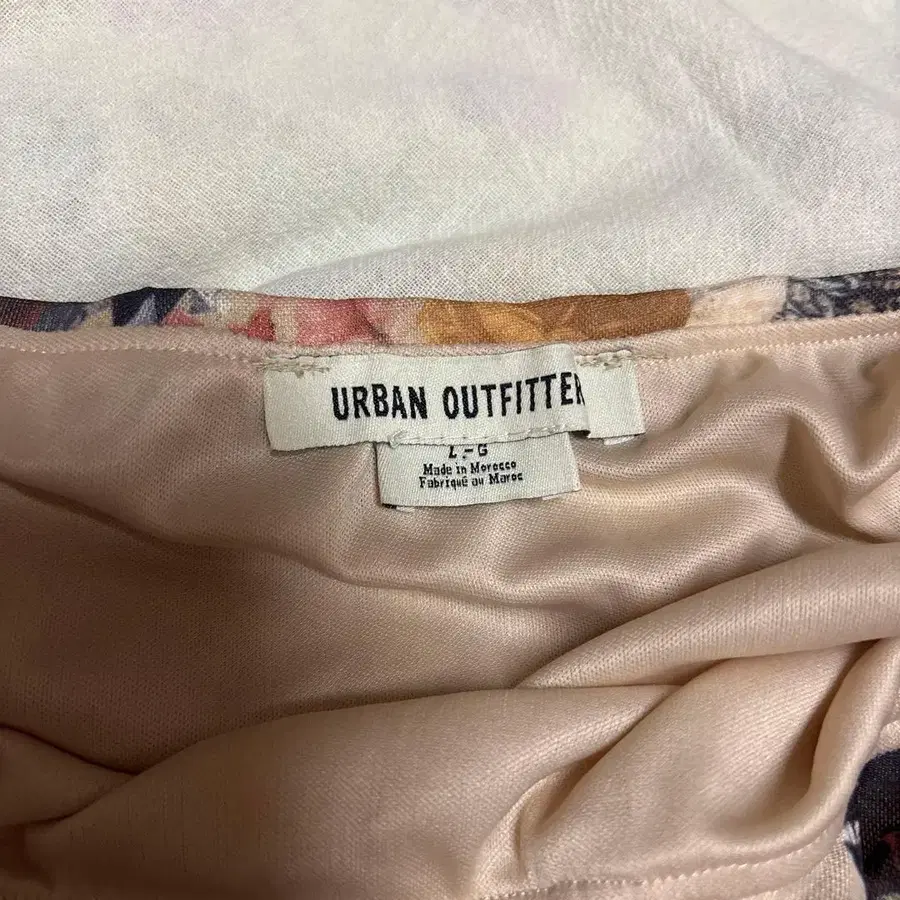 URBAN OUTFITTER
L - G
Made in Morocco
Fabriqué au Maroc